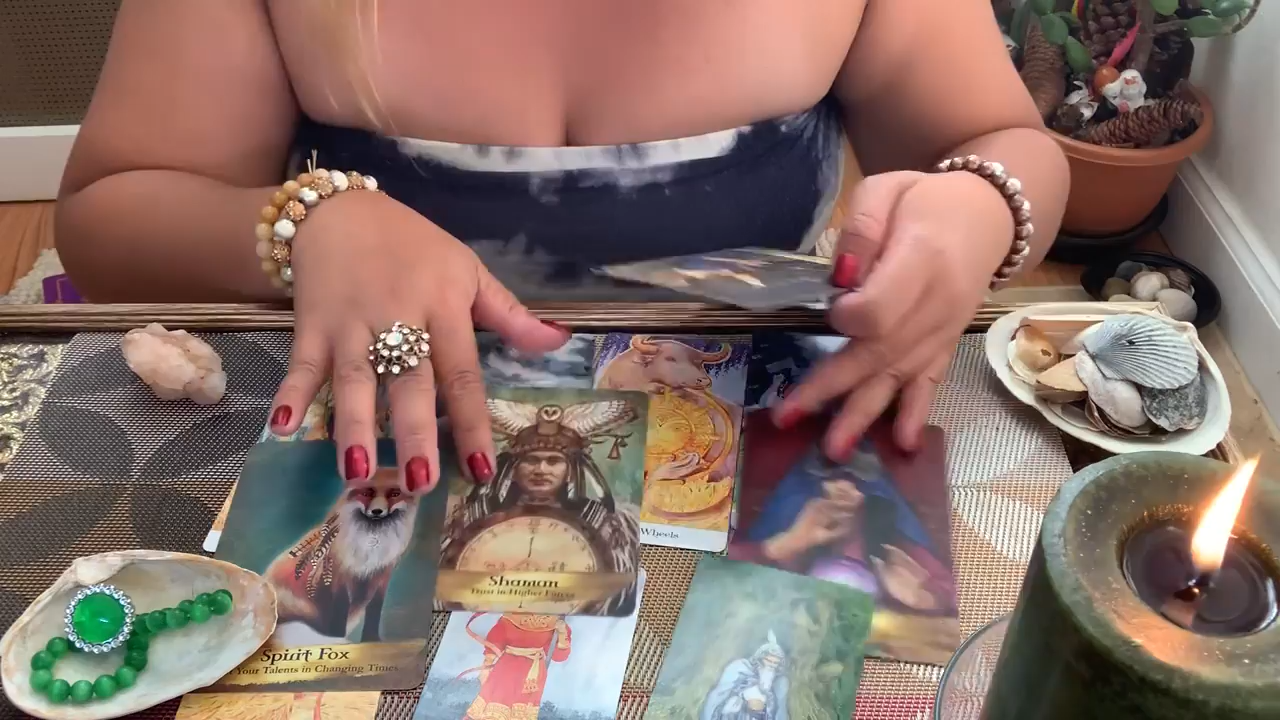 Wheels
Shaman
Trust in Higher Forces
Spirit Fox
Your Talents in Changing Times